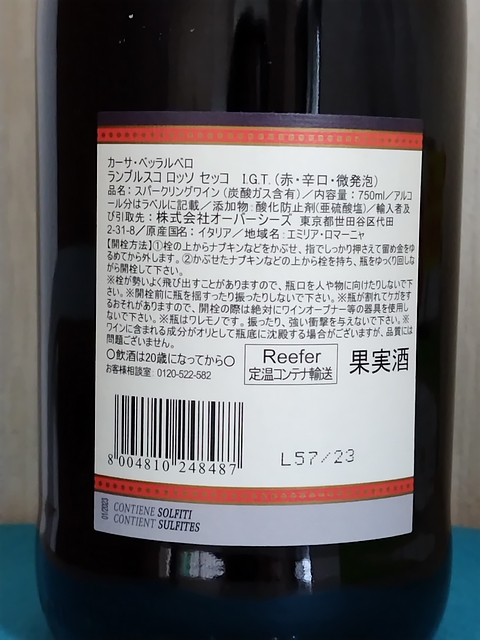 カーサ・ベッラルベロ
ランブルスコ ロッソ セッコ I.G.T. (赤・辛口・微発泡)
品名：スパークリングワイン (炭酸ガス含有) ／内容量：750ml／アルコ
ール分はラベルに記載／添加物：酸化防止剤(亜硫酸塩)／輸入者及
び引取先：株式会社オーバーシーズ 東京都世田谷区代田
2-31-8／原産国名：イタリア／地域名：エミリア・ロマーニャ
【開栓方法】①栓の上からナプキンなどをかぶせ、指でしっかり押さえて留め金をゆ
るめてから外します。②かぶせたナプキンなどの上から栓を持ち、瓶をゆっくり回しな
がら開栓して下さい。
※栓が勢いよく飛び出すことがありますので、瓶口を人や物に向けたりしないで下
さい。※開栓前に瓶を揺すったり振ったりしないで下さい。※瓶が割れてケガをす
るおそれがありますので、開栓の際は絶対にワインオープナー等の器具を使用し
ないで下さい。※瓶はワレモノです。振ったり、強い衝撃を与えないで下さい。※
ワインに含まれる成分がオリとして瓶底に沈殿する場合がございますが、品質には
問題ございません。
〇飲酒は20歳になってから〇
お客様相談室 0120-522-582
Reefer
定温コンテナ輸送
果実酒
8 004810 248487
L57/23
CONTIENE SOLFITI
CONTIENT SULFITES